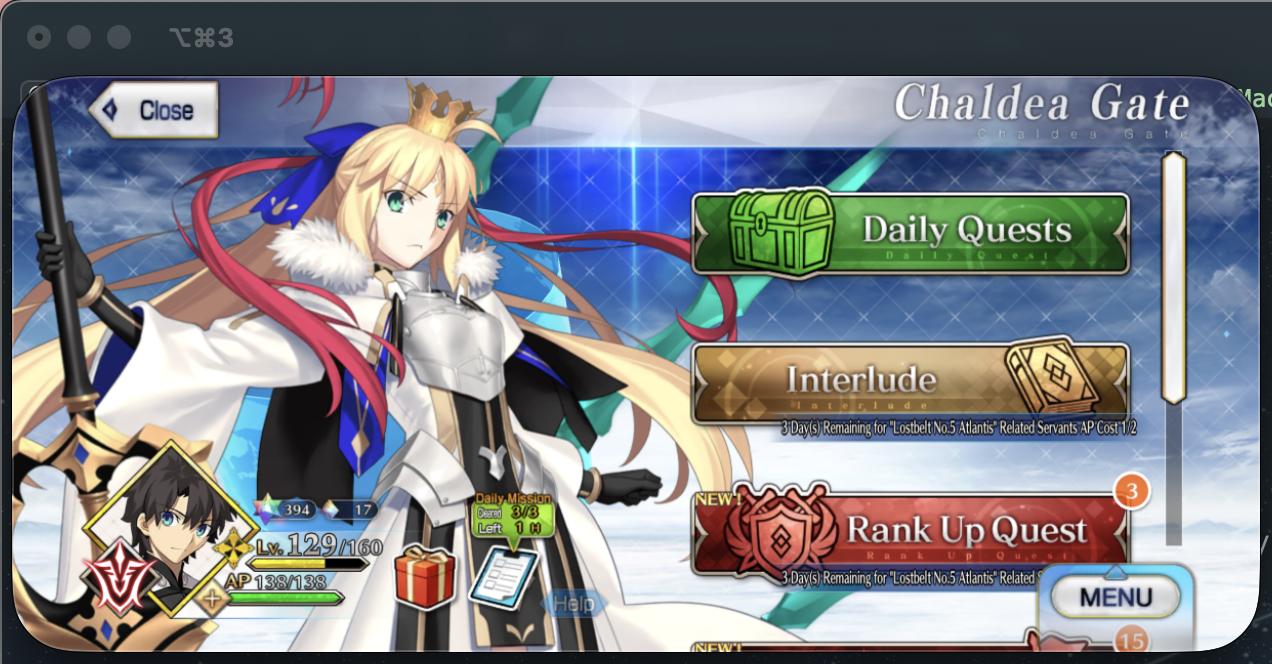 ⌥⌘3
Close
Chaldea Gate
Chaldea Gate
Daily Quests
Daily Quest
Interlude
Interlude
3 Day(s) Remaining for "Lostbelt No.5 Atlantis" Related Servants AP Cost 1/2
NEW!
3
Rank Up Quest
Rank Up Quest
3 Day(s) Remaining for "Lostbelt No.5 Atlantis" Related S
394
17
Daily Mission
Cleared 3/3
Left 1 H
Lv. 129/160
AP 138/138
Help
MENU
NEW!
15